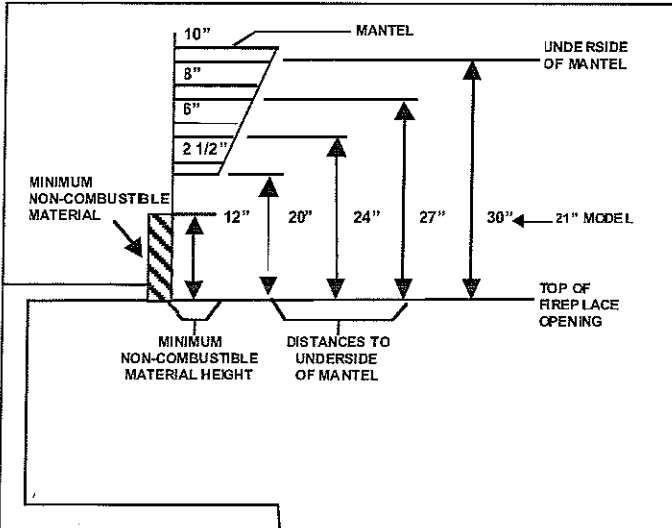 10"
MANTEL
UNDERSIDE
OF MANTEL
8"
6"
2 1/2"
MINIMUM
NON-COMBUSTIBLE
MATERIAL
12"
20"
24"
27"
30"
21" MODEL
TOP OF
FIREPLACE
OPENING
MINIMUM
NON-COMBUSTIBLE
MATERIAL HEIGHT
DISTANCES TO
UNDERSIDE
OF MANTEL